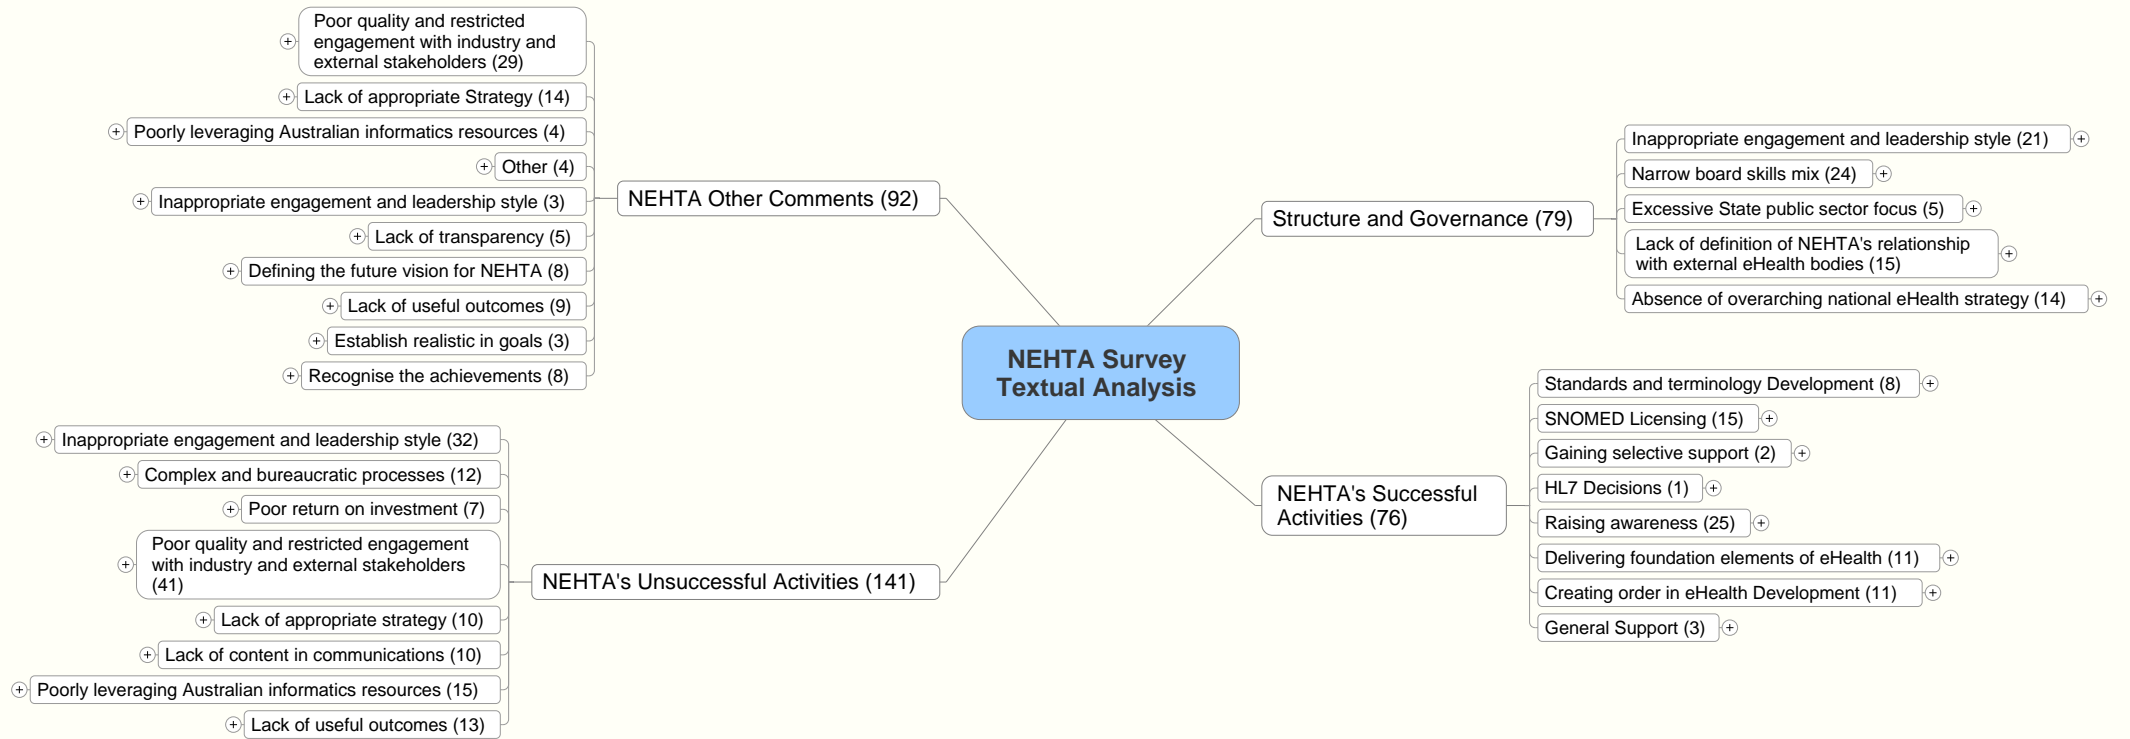 NEHTA Survey
Textual Analysis
NEHTA Other Comments (92)
Poor quality and restricted
engagement with industry and
external stakeholders (29)
Lack of appropriate Strategy (14)
Poorly leveraging Australian informatics resources (4)
Other (4)
Inappropriate engagement and leadership style (3)
Lack of transparency (5)
Defining the future vision for NEHTA (8)
Lack of useful outcomes (9)
Establish realistic in goals (3)
Recognise the achievements (8)
NEHTA's Unsuccessful Activities (141)
Inappropriate engagement and leadership style (32)
Complex and bureaucratic processes (12)
Poor return on investment (7)
Poor quality and restricted engagement
with industry and external stakeholders
(41)
Lack of appropriate strategy (10)
Lack of content in communications (10)
Poorly leveraging Australian informatics resources (15)
Lack of useful outcomes (13)
Structure and Governance (79)
Inappropriate engagement and leadership style (21)
Narrow board skills mix (24)
Excessive State public sector focus (5)
Lack of definition of NEHTA's relationship
with external eHealth bodies (15)
Absence of overarching national eHealth strategy (14)
NEHTA's Successful
Activities (76)
Standards and terminology Development (8)
SNOMED Licensing (15)
Gaining selective support (2)
HL7 Decisions (1)
Raising awareness (25)
Delivering foundation elements of eHealth (11)
Creating order in eHealth Development (11)
General Support (3)